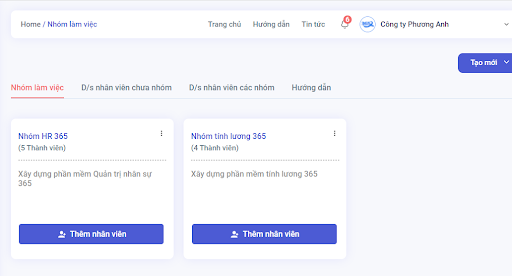 Home / Nhóm làm việc
Trang chủ Hướng dẫn Tin tức 6 Công ty Phương Anh
Tạo mới
Nhóm làm việc D/s nhân viên chưa nhóm D/s nhân viên các nhóm Hướng dẫn
Nhóm HR 365
(5 Thành viên)
Xây dựng phần mềm Quản trị nhân sự
365
Thêm nhân viên
Nhóm tính lương 365
(4 Thành viên)
Xây dựng phần mềm tính lương 365
Thêm nhân viên